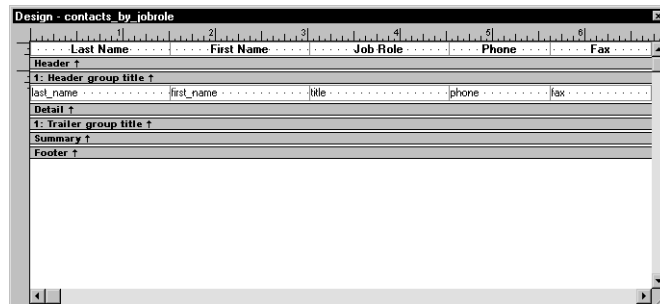 Design - contacts_by_jobrole
1 2 3 4 5 6
Last Name First Name Job Role Phone Fax
Header ↑
1: Header group title ↑
last_name first_name title phone fax
Detail ↑
1: Trailer group title ↑
Summary ↑
Footer ↑